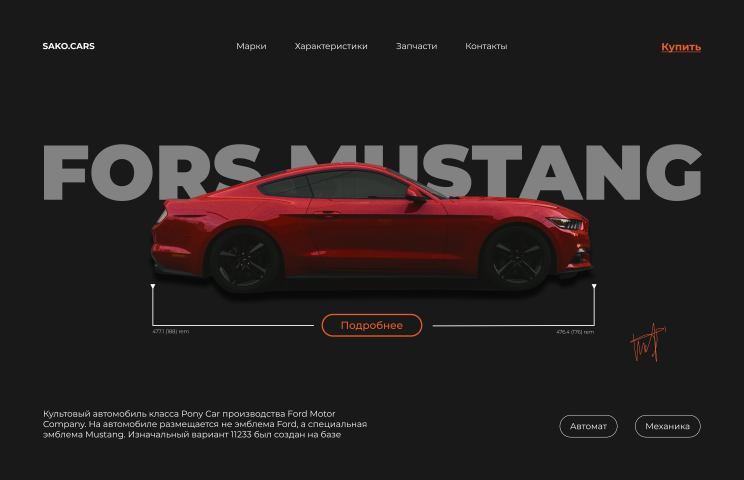 SAKO.CARS Марки Характеристики Запчасти Контакты Купить
FORS MUSTANG
Подробнее
477.1 (188) mm 476.4 (176) mm
Культовый автомобиль класса Pony Car производства Ford Motor
Company. На автомобиле размещается не эмблема Ford, а специальная
эмблема Mustang. Изначальный вариант 11233 был создан на базе
Автомат Механика